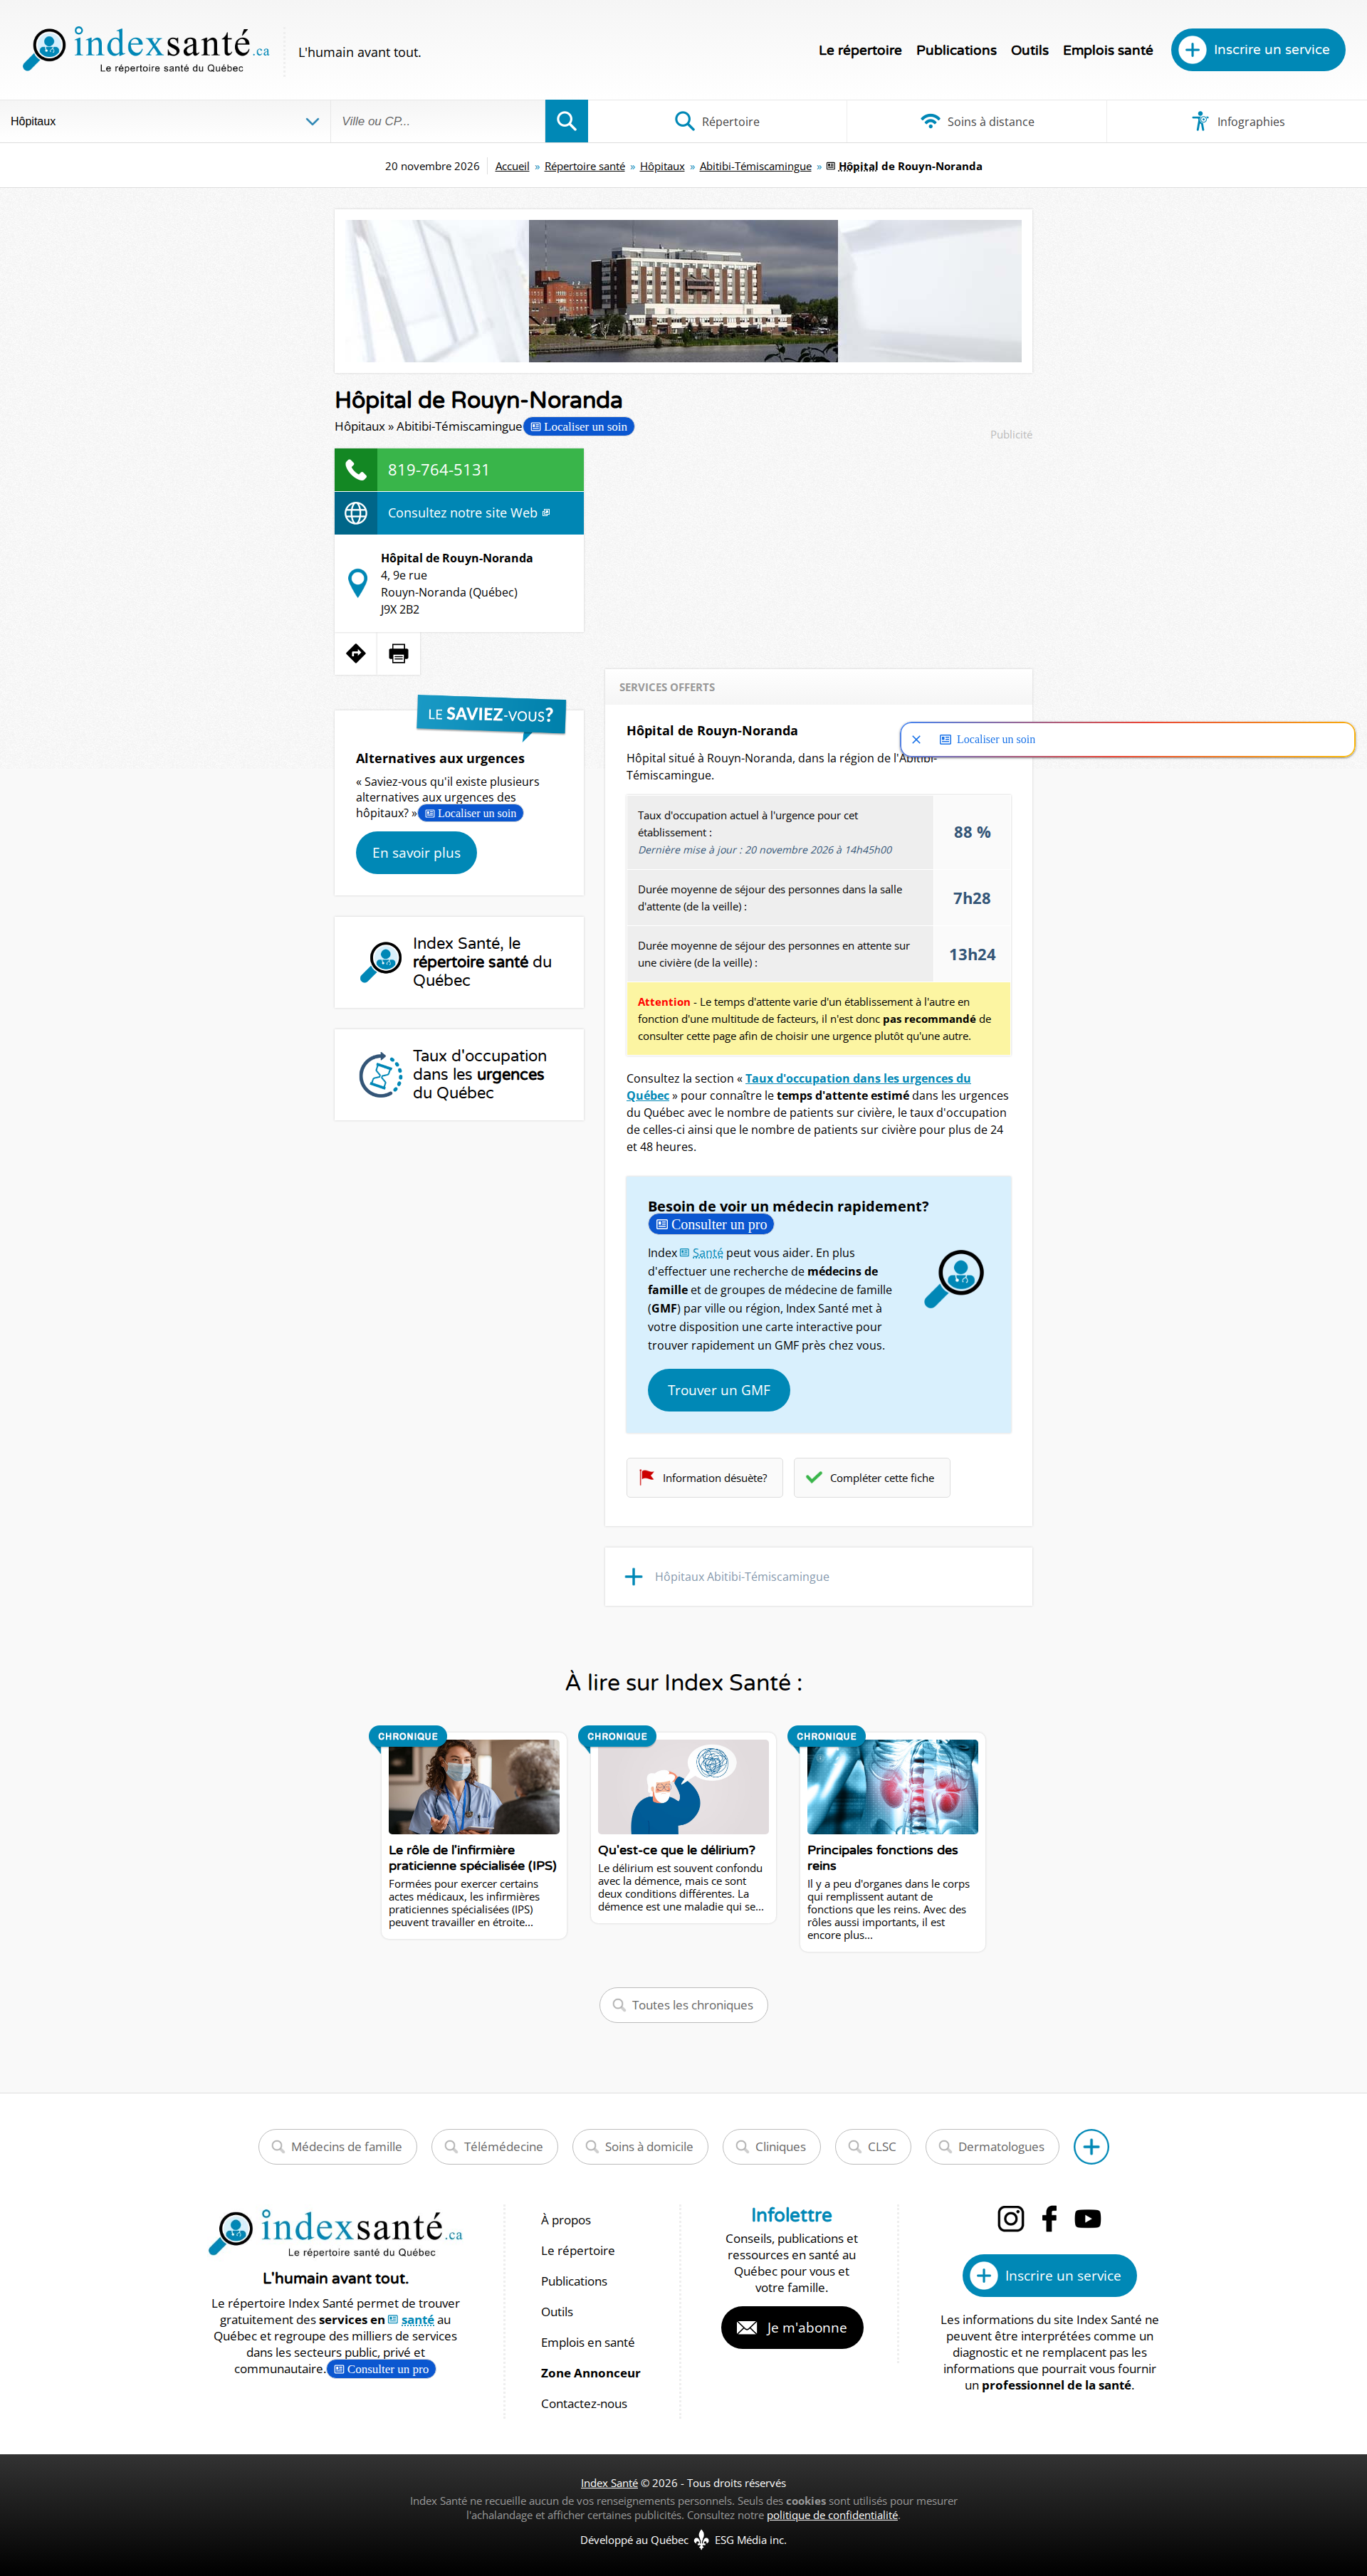 indexsanté.ca
Le répertoire santé du Québec
L'humain avant tout.
Le répertoire
Publications
Outils
Emplois santé
Inscrire un service
Hôpitaux
Ville ou CP...
Répertoire
Soins à distance
Infographies
20 novembre 2026
Accueil » Répertoire santé » Hôpitaux » Abitibi-Témiscamingue » Hôpital de Rouyn-Noranda
Hôpital de Rouyn-Noranda
Hôpitaux » Abitibi-Témiscamingue Localiser un soin
Publicité
819-764-5131
Consultez notre site Web
Hôpital de Rouyn-Noranda
4, 9e rue
Rouyn-Noranda (Québec)
J9X 2B2
LE SAVIEZ-VOUS?
Alternatives aux urgences
« Saviez-vous qu'il existe plusieurs
alternatives aux urgences des
hôpitaux? » Localiser un soin
En savoir plus
Index Santé, le
répertoire santé du
Québec
Taux d'occupation
dans les urgences
du Québec
SERVICES OFFERTS
Hôpital de Rouyn-Noranda
Localiser un soin
Hôpital situé à Rouyn-Noranda, dans la région de l'Abitibi-
Témiscamingue.
Taux d'occupation actuel à l'urgence pour cet
établissement :
Dernière mise à jour : 20 novembre 2026 à 14h45h00
88 %
Durée moyenne de séjour des personnes dans la salle
d'attente (de la veille) :
7h28
Durée moyenne de séjour des personnes en attente sur
une civière (de la veille) :
13h24
Attention - Le temps d'attente varie d'un établissement à l'autre en
fonction d'une multitude de facteurs, il n'est donc pas recommandé de
consulter cette page afin de choisir une urgence plutôt qu'une autre.
Consultez la section « Taux d'occupation dans les urgences du
Québec » pour connaître le temps d'attente estimé dans les urgences
du Québec avec le nombre de patients sur civière, le taux d'occupation
de celles-ci ainsi que le nombre de patients sur civière pour plus de 24
et 48 heures.
Besoin de voir un médecin rapidement?
Consulter un pro
Index Santé peut vous aider. En plus
d'effectuer une recherche de médecins de
famille et de groupes de médecine de famille
(GMF) par ville ou région, Index Santé met à
votre disposition une carte interactive pour
trouver rapidement un GMF près chez vous.
Trouver un GMF
Information désuète?
Compléter cette fiche
Hôpitaux Abitibi-Témiscamingue
À lire sur Index Santé :
CHRONIQUE
Le rôle de l'infirmière
praticienne spécialisée (IPS)
Formées pour exercer certains
actes médicaux, les infirmières
praticiennes spécialisées (IPS)
peuvent travailler en étroite...
CHRONIQUE
Qu'est-ce que le délirium?
Le délirium est souvent confondu
avec la démence, mais ce sont
deux conditions différentes. La
démence est une maladie qui se...
CHRONIQUE
Principales fonctions des
reins
Il y a peu d'organes dans le corps
qui remplissent autant de
fonctions que les reins. Avec des
rôles aussi importants, il est
encore plus...
Toutes les chroniques
Médecins de famille
Télémédecine
Soins à domicile
Cliniques
CLSC
Dermatologues
indexsanté.ca
Le répertoire santé du Québec
L'humain avant tout.
Le répertoire Index Santé permet de trouver
gratuitement des services en santé au
Québec et regroupe des milliers de services
dans les secteurs public, privé et
communautaire. Consulter un pro
À propos
Le répertoire
Publications
Outils
Emplois en santé
Zone Annonceur
Contactez-nous
Infolettre
Conseils, publications et
ressources en santé au
Québec pour vous et
votre famille.
Je m'abonne
Inscrire un service
Les informations du site Index Santé ne
peuvent être interprétées comme un
diagnostic et ne remplacent pas les
informations que pourrait vous fournir
un professionnel de la santé.
Index Santé © 2026 - Tous droits réservés
Index Santé ne recueille aucun de vos renseignements personnels. Seuls des cookies sont utilisés pour mesurer
l'achalandage et afficher certaines publicités. Consultez notre politique de confidentialité.
Développé au Québec ESG Média inc.